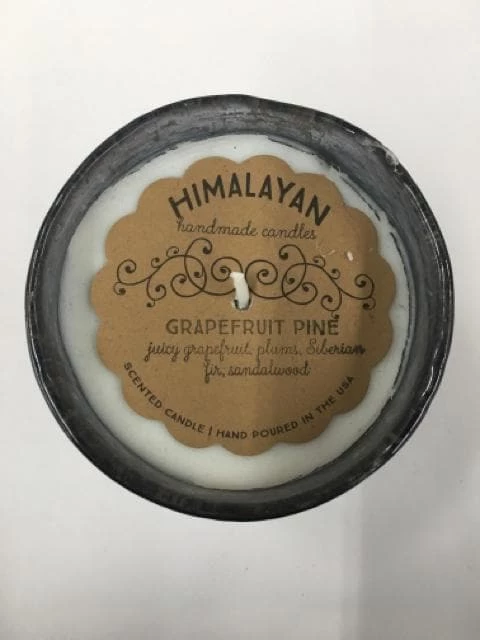 HIMALAYAN
handmade candles
GRAPEFRUIT PINE
juicy grapefruit, plums, Siberian
fir, sandalwood
SCENTED CANDLE | HAND POURED IN THE USA